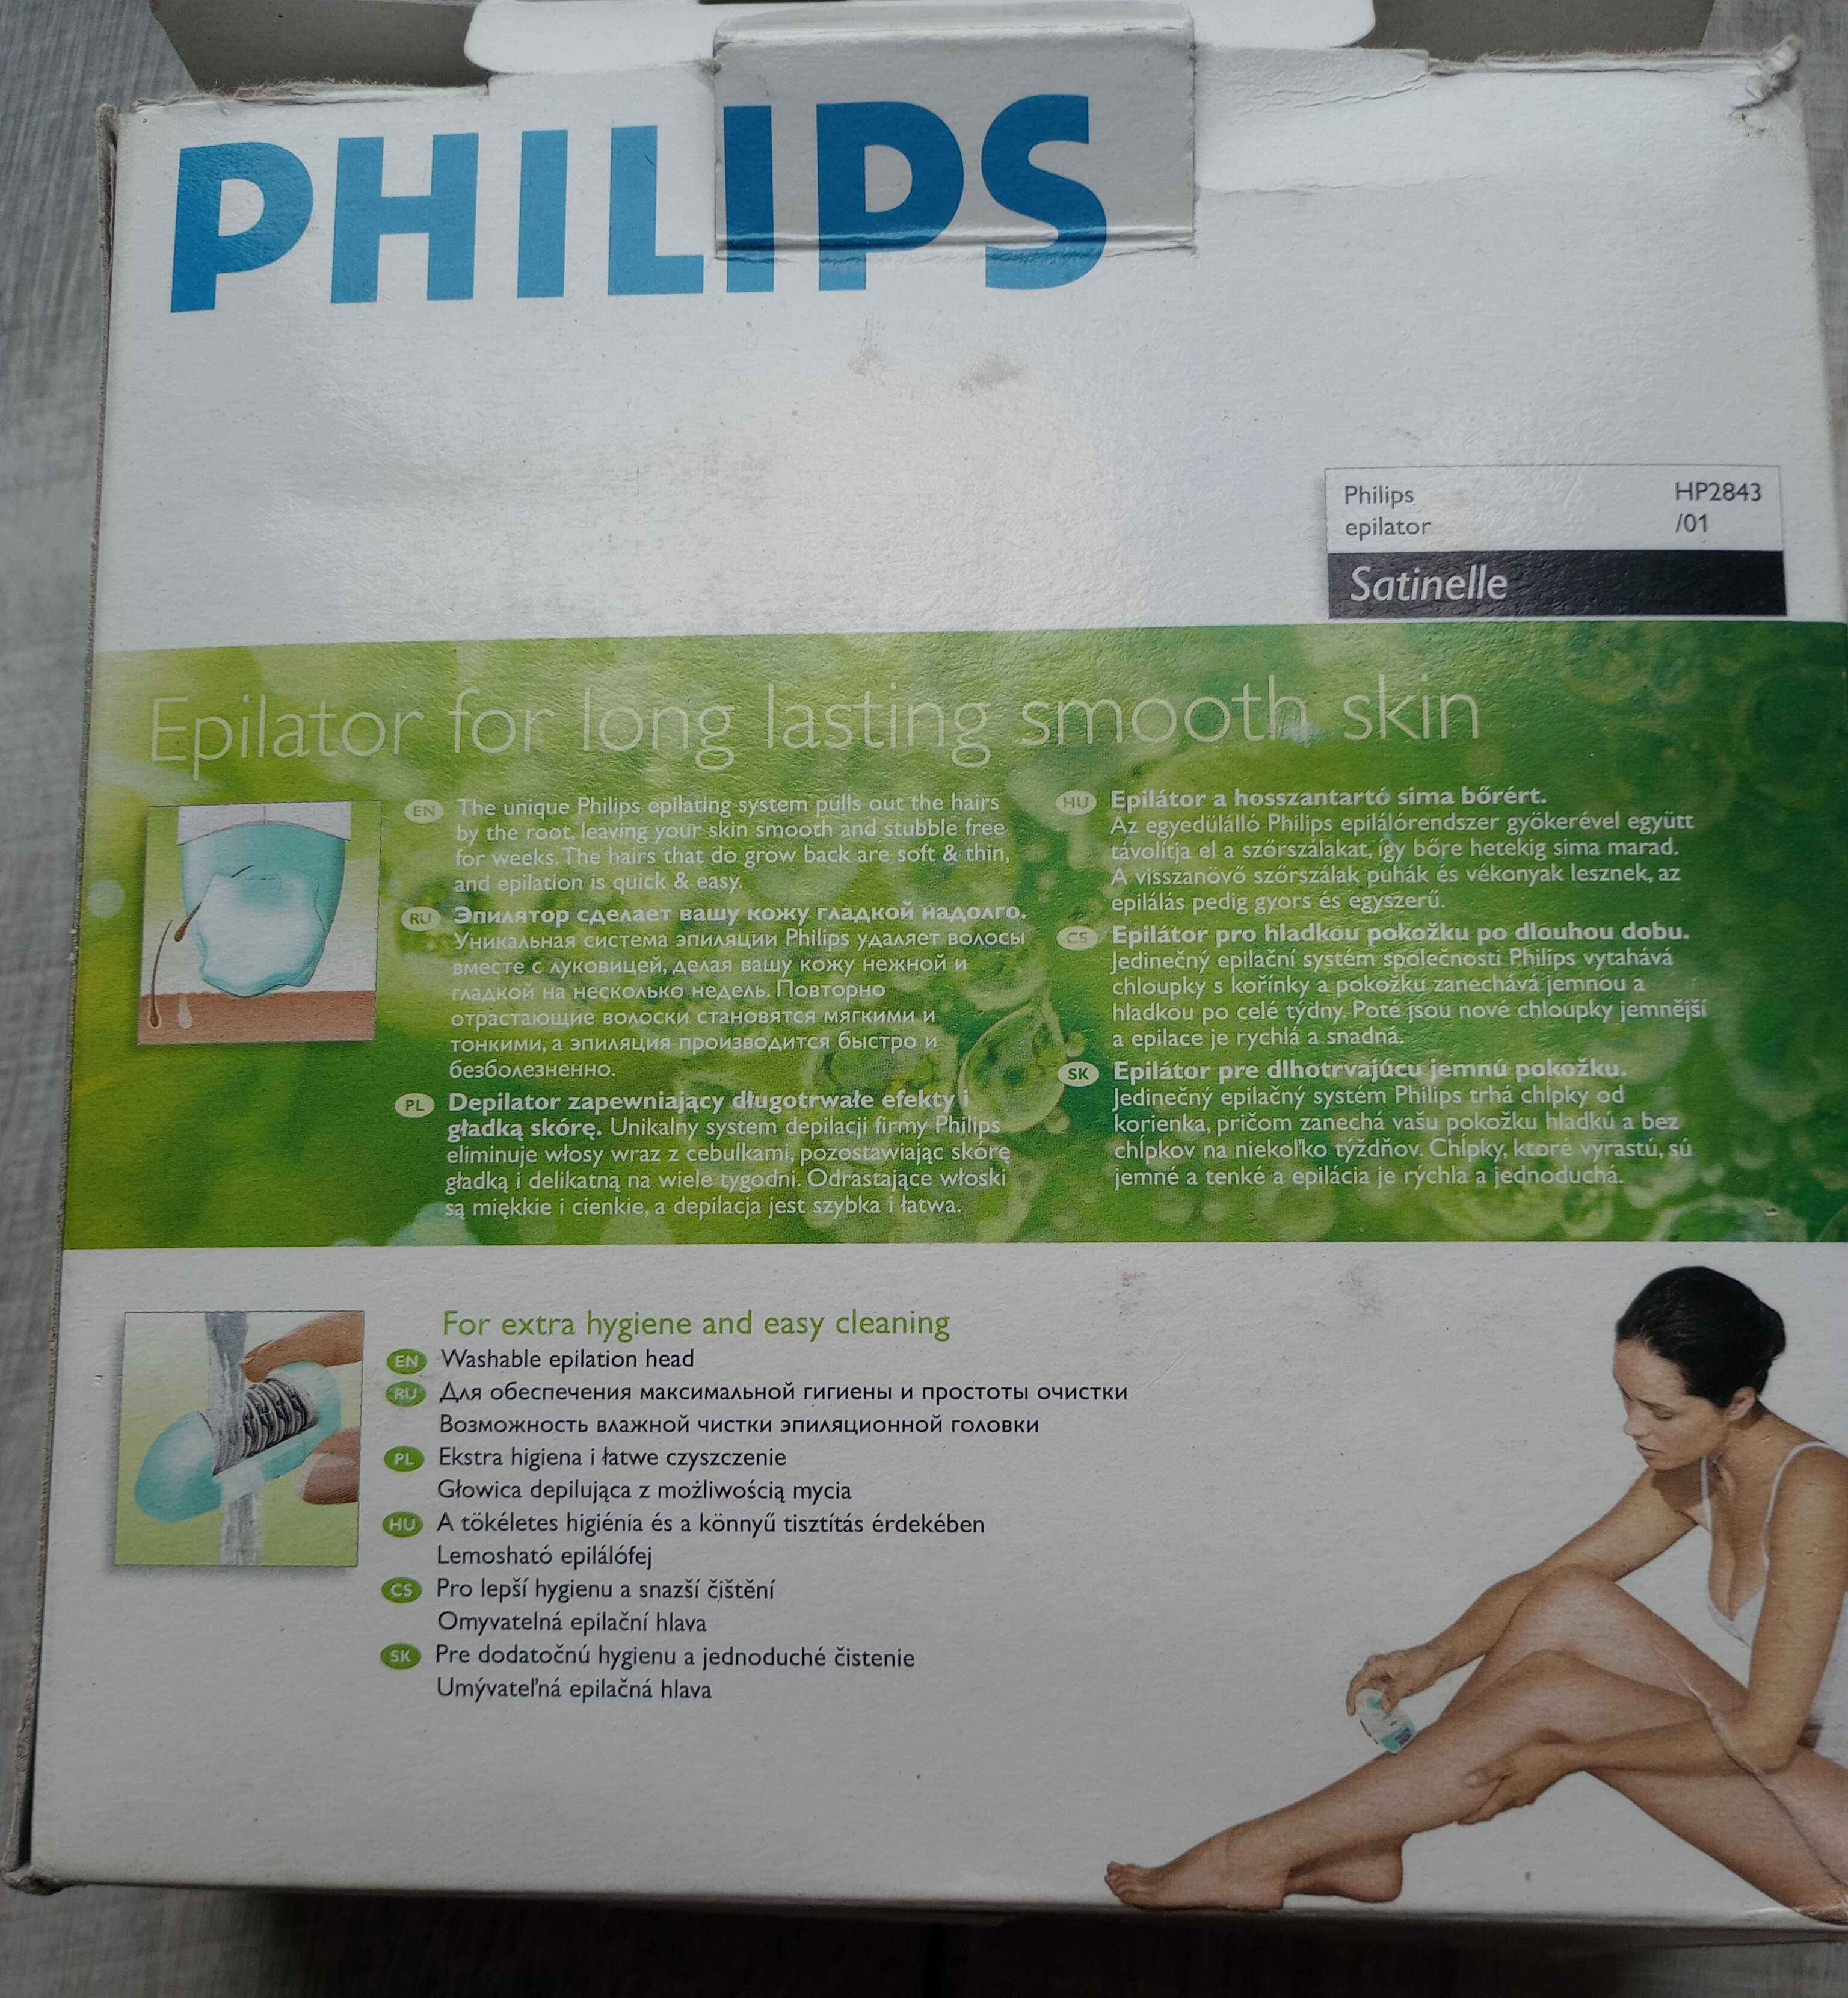 PHILIPS
Philips HP2843
epilator /01
Satinelle
Epilator for long lasting smooth skin
EN The unique Philips epilating system pulls out the hairs
by the root, leaving your skin smooth and stubble free
for weeks. The hairs that do grow back are soft & thin,
and epilation is quick & easy.
RU Эпилятор сделает вашу кожу гладкой надолго.
Уникальная система эпиляции Philips удаляет волосы
вместе с луковицей, делая вашу кожу нежной и
гладкой на несколько недель. Повторно
отрастающие волоски становятся мягкими и
тонкими, а эпиляция производится быстро и
безболезненно.
PL Depilator zapewniający długotrwałe efekty i
gładką skórę. Unikalny system depilacji firmy Philips
eliminuje włosy wraz z cebulkami, pozostawiając skórę
gładką i delikatną na wiele tygodni. Odrastające włoski
są miękkie i cienkie, a depilacja jest szybka i łatwa.
HU Epilátor a hosszantartó sima bőrért.
Az egyedülálló Philips epilálórendszer gyökerével együtt
távolítja el a szőrszálakat, így bőre hetekig sima marad.
A visszanövő szőrszálak puhák és vékonyak lesznek, az
epilálás pedig gyors és egyszerű.
CS Epilátor pro hladkou pokožku po dlouhou dobu.
Jedinečný epilační systém společnosti Philips vytahává
chloupky s kořínky a pokožku zanechává jemnou a
hladkou po celé týdny. Poté jsou nové chloupky jemnější
a epilace je rychlá a snadná.
SK Epilátor pre dlhotrvajúcu jemnú pokožku.
Jedinečný epilačný systém Philips trhá chĺpky od
korienka, pričom zanechá vašu pokožku hladkú a bez
chĺpkov na niekoľko týždňov. Chĺpky, ktoré vyrastú, sú
jemné a tenké a epilácia je rýchla a jednoduchá.
For extra hygiene and easy cleaning
EN Washable epilation head
RU Для обеспечения максимальной гигиены и простоты очистки
Возможность влажной чистки эпиляционной головки
PL Ekstra higiena i łatwe czyszczenie
Głowica depilująca z możliwością mycia
HU A tökéletes higiénia és a könnyű tisztítás érdekében
Lemosható epilálófej
CS Pro lepší hygienu a snazší čištění
Omyvatelná epilační hlava
SK Pre dodatočnú hygienu a jednoduché čistenie
Umývateľná epilačná hlava